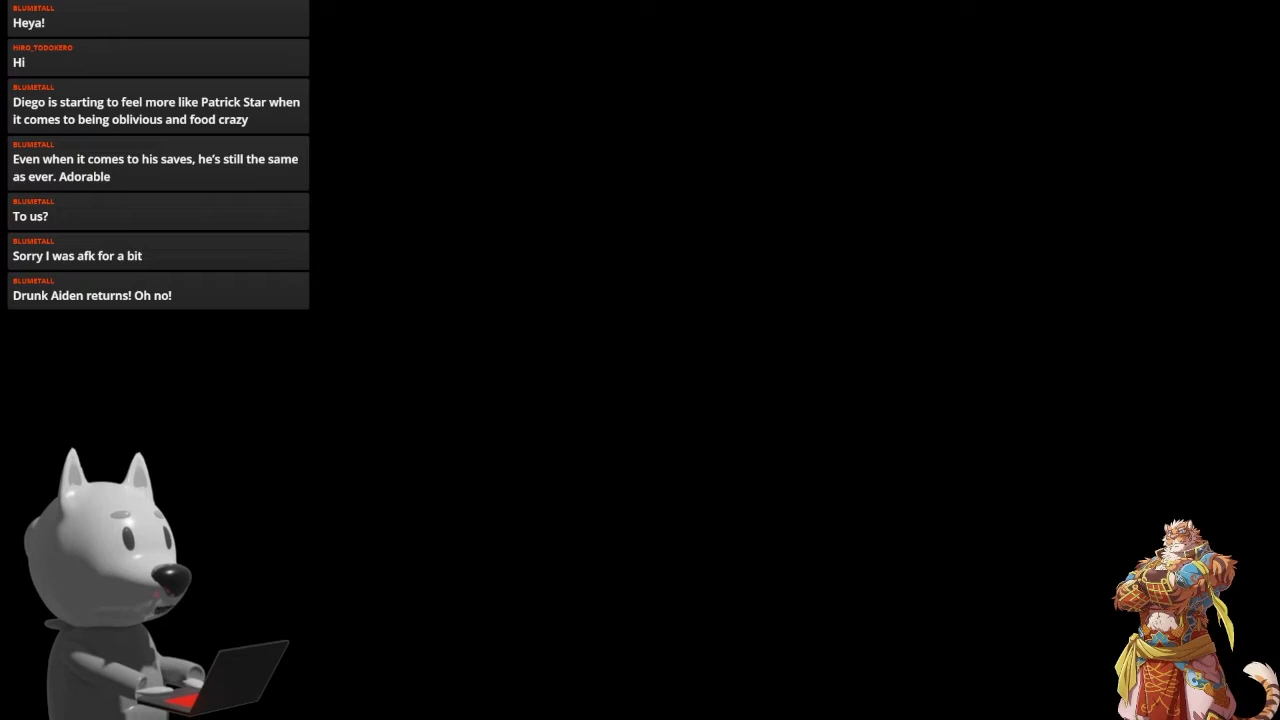 BLUMETALL
Heya!
HIRO_TODOKERO
Hi
BLUMETALL
Diego is starting to feel more like Patrick Star when
it comes to being oblivious and food crazy
BLUMETALL
Even when it comes to his saves, he’s still the same
as ever. Adorable
BLUMETALL
To us?
BLUMETALL
Sorry I was afk for a bit
BLUMETALL
Drunk Aiden returns! Oh no!